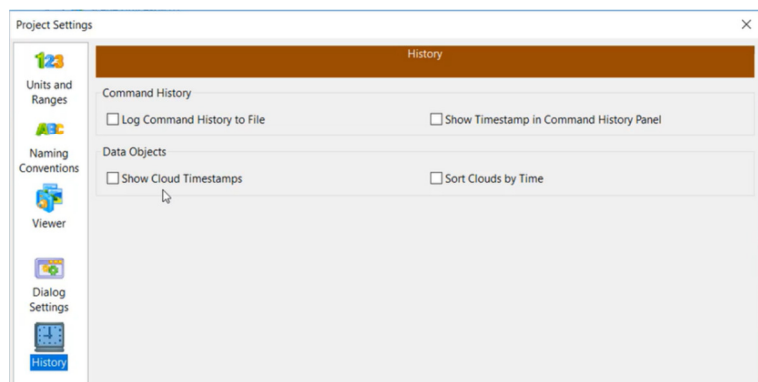 Project Settings
123
Units and
Ranges
ABC
Naming
Conventions
Viewer
Dialog
Settings
History
History
Command History
Log Command History to File
Show Timestamp in Command History Panel
Data Objects
Show Cloud Timestamps
Sort Clouds by Time